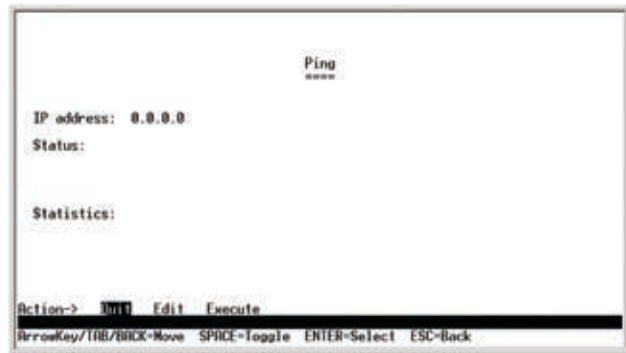 Ping
====
IP address: 0.0.0.0
Status:
Statistics:
Action-> Quit Edit Execute
ArrowKey/TAB/BACK=Move SPACE=Toggle ENTER=Select ESC=Back